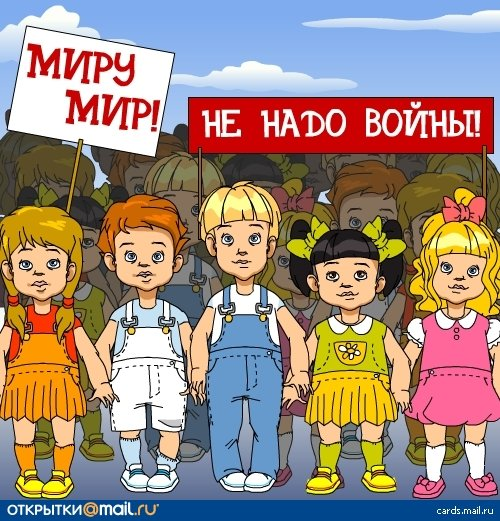 МИРУ
МИР!
НЕ НАДО ВОЙНЫ!
ОТКРЫТКИ@mail.ru
cards.mail.ru